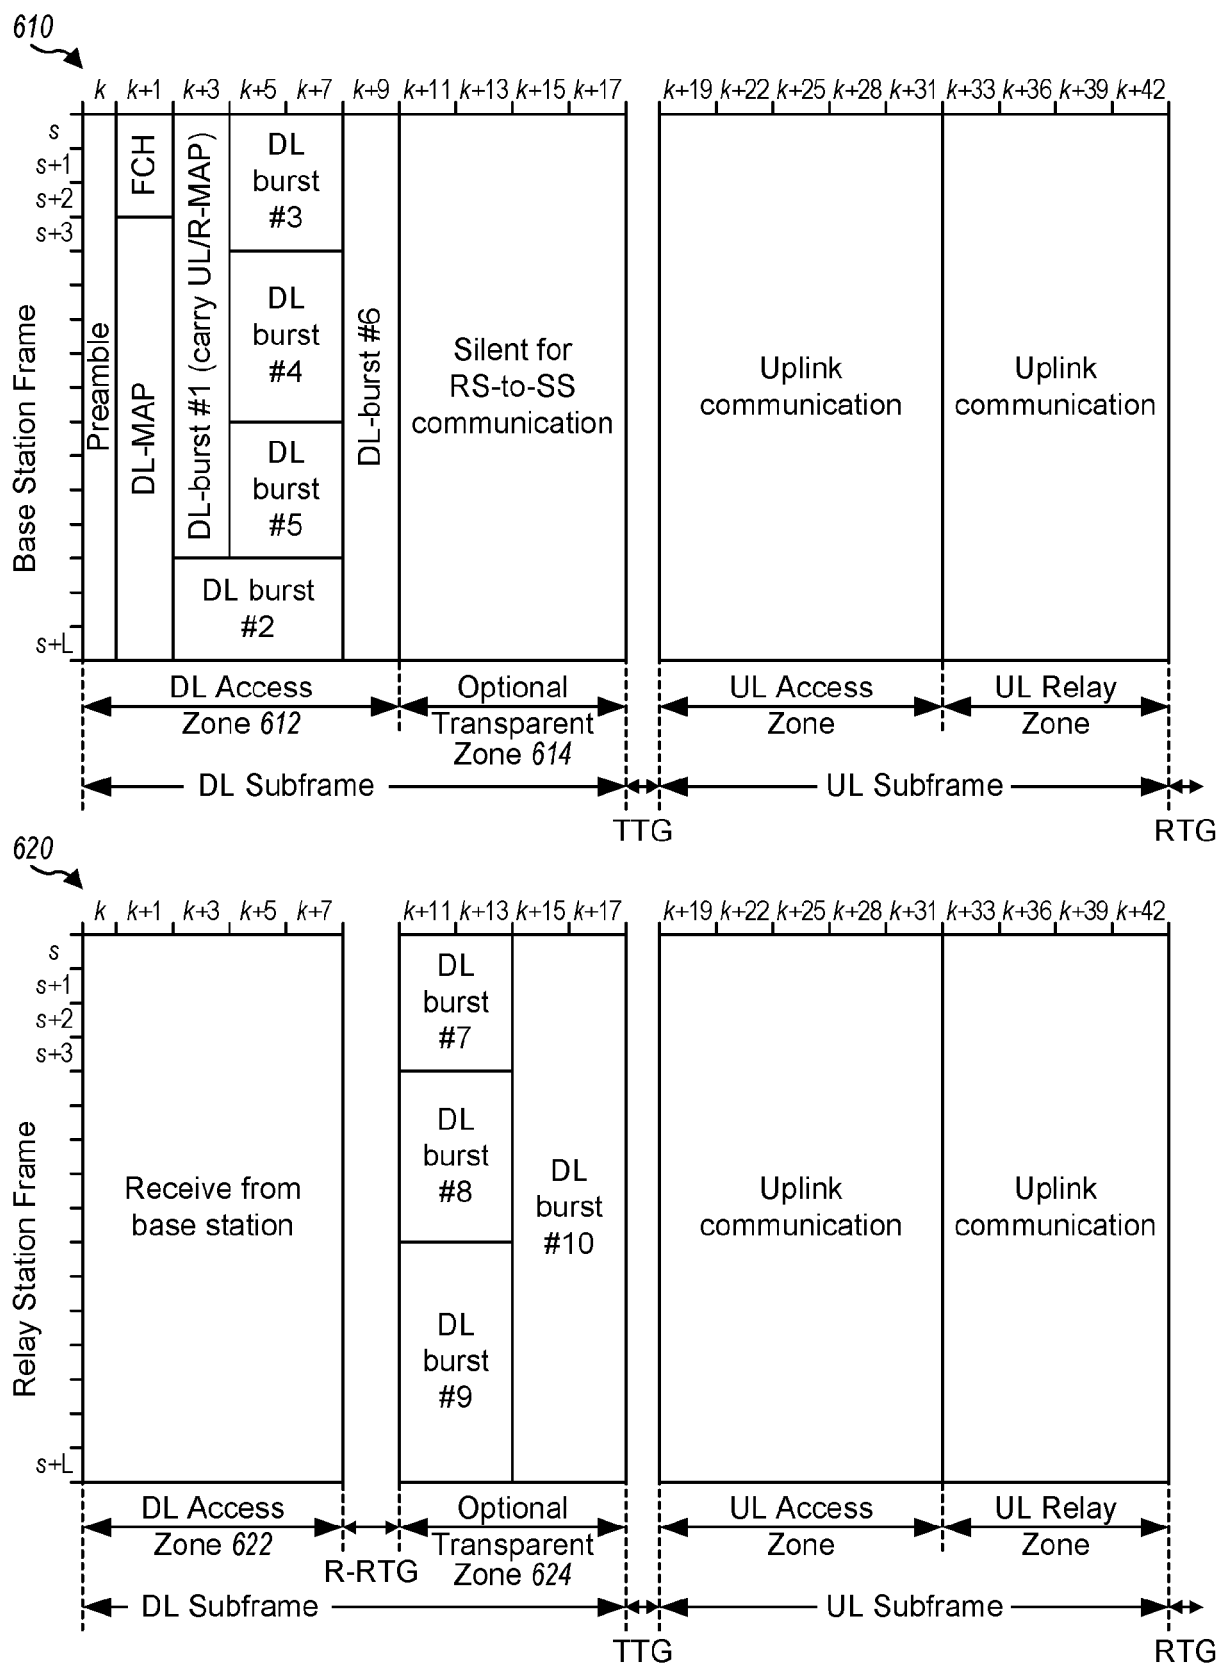 610
k k+1 k+3 k+5 k+7 k+9 k+11 k+13 k+15 k+17 k+19 k+22 k+25 k+28 k+31 k+33 k+36 k+39 k+42
s
s+1
s+2
s+3
s+L
Base Station Frame
Preamble
FCH
DL-MAP
DL-burst #1 (carry UL/R-MAP)
DL
burst
#3
DL
burst
#4
DL
burst
#5
DL burst
#2
DL-burst #6
Silent for
RS-to-SS
communication
Uplink
communication
Uplink
communication
DL Access
Zone 612
Optional
Transparent
Zone 614
UL Access
Zone
UL Relay
Zone
DL Subframe
TTG
UL Subframe
RTG
620
k k+1 k+3 k+5 k+7 k+11 k+13 k+15 k+17 k+19 k+22 k+25 k+28 k+31 k+33 k+36 k+39 k+42
s
s+1
s+2
s+3
s+L
Relay Station Frame
Receive from
base station
DL
burst
#7
DL
burst
#8
DL
burst
#9
DL
burst
#10
Uplink
communication
Uplink
communication
DL Access
Zone 622
R-RTG
Optional
Transparent
Zone 624
UL Access
Zone
UL Relay
Zone
DL Subframe
TTG
UL Subframe
RTG